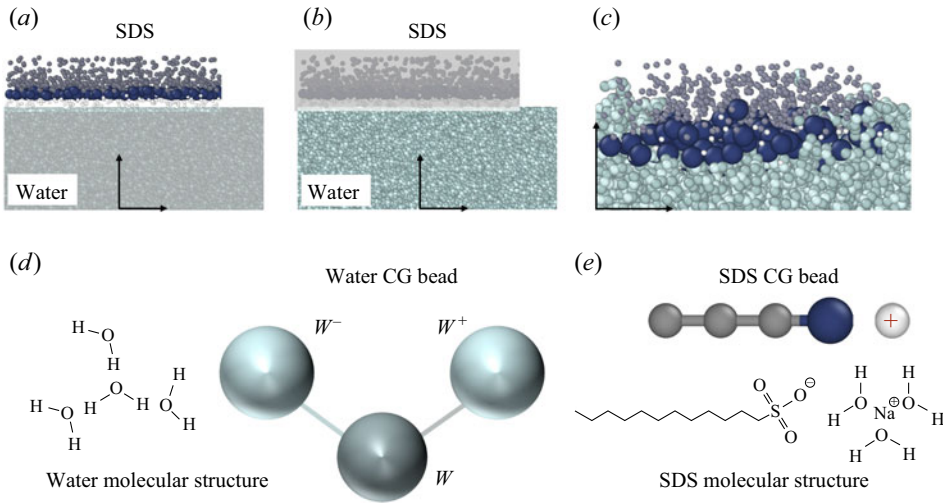 (a)
SDS
Water
(b)
SDS
Water
(c)
(d)
Water CG bead
H
O
H
H
O
H
H
O
H
H
O
H
W⁻
W⁺
W
Water molecular structure
(e)
SDS CG bead
+
O
S
O
O⊖
H
H
O
H
O
H
Na⊕
O
H
H
SDS molecular structure